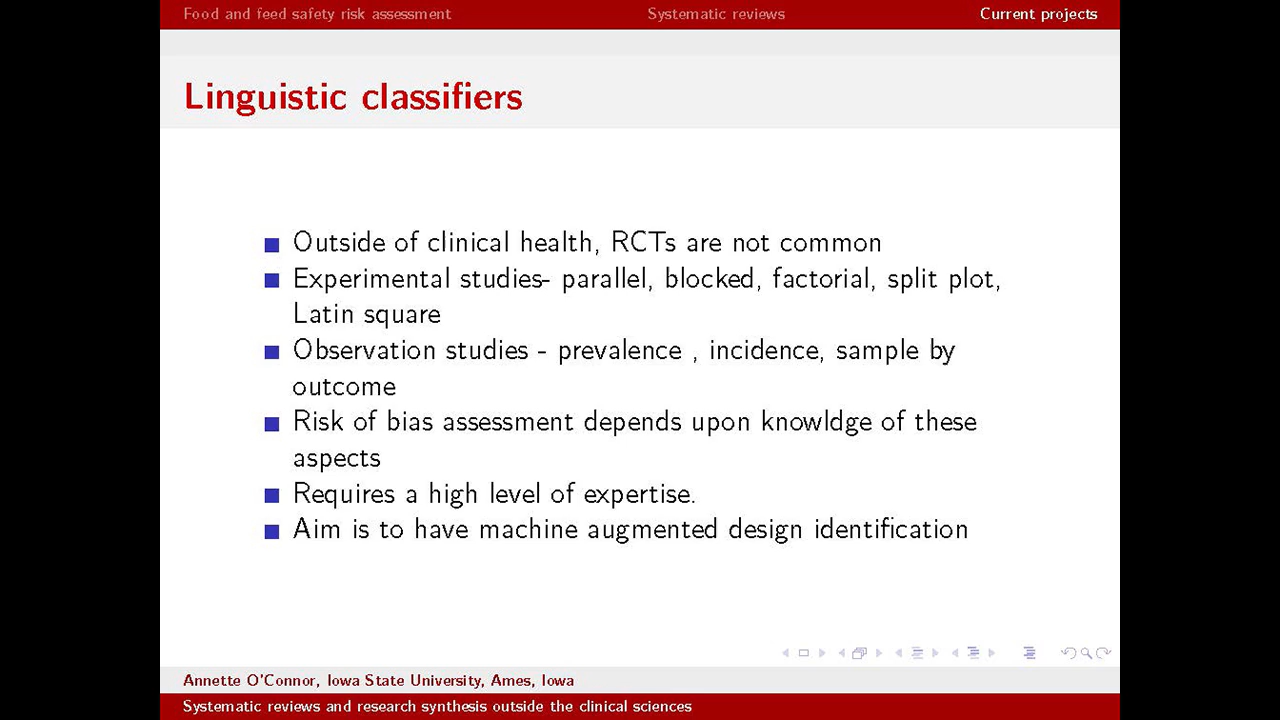 Food and feed safety risk assessment Systematic reviews Current projects
Linguistic classifiers
Outside of clinical health, RCTs are not common
Experimental studies- parallel, blocked, factorial, split plot,
Latin square
Observation studies - prevalence , incidence, sample by
outcome
Risk of bias assessment depends upon knowldge of these
aspects
Requires a high level of expertise.
Aim is to have machine augmented design identification
Annette O'Connor, Iowa State University, Ames, Iowa
Systematic reviews and research synthesis outside the clinical sciences